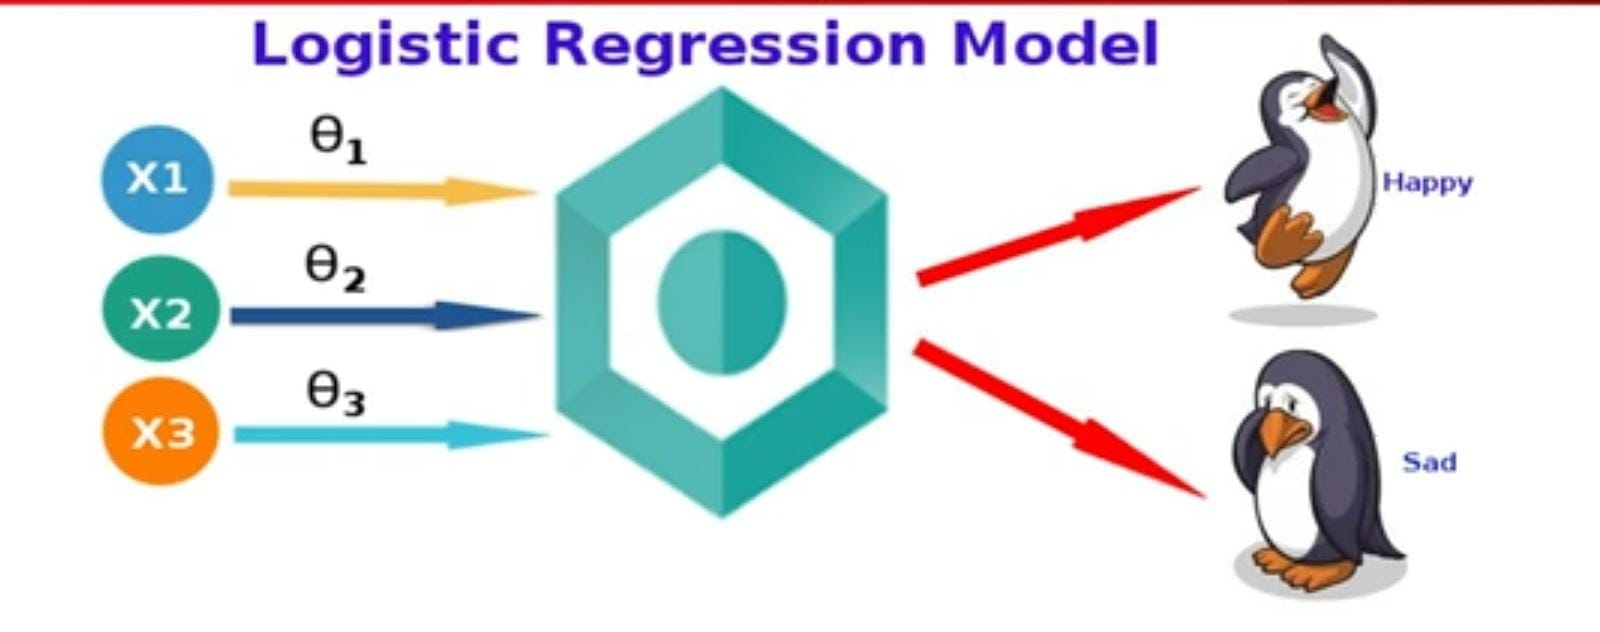 Logistic Regression Model
X1
θ₁
X2
θ₂
X3
θ₃
Happy
Sad